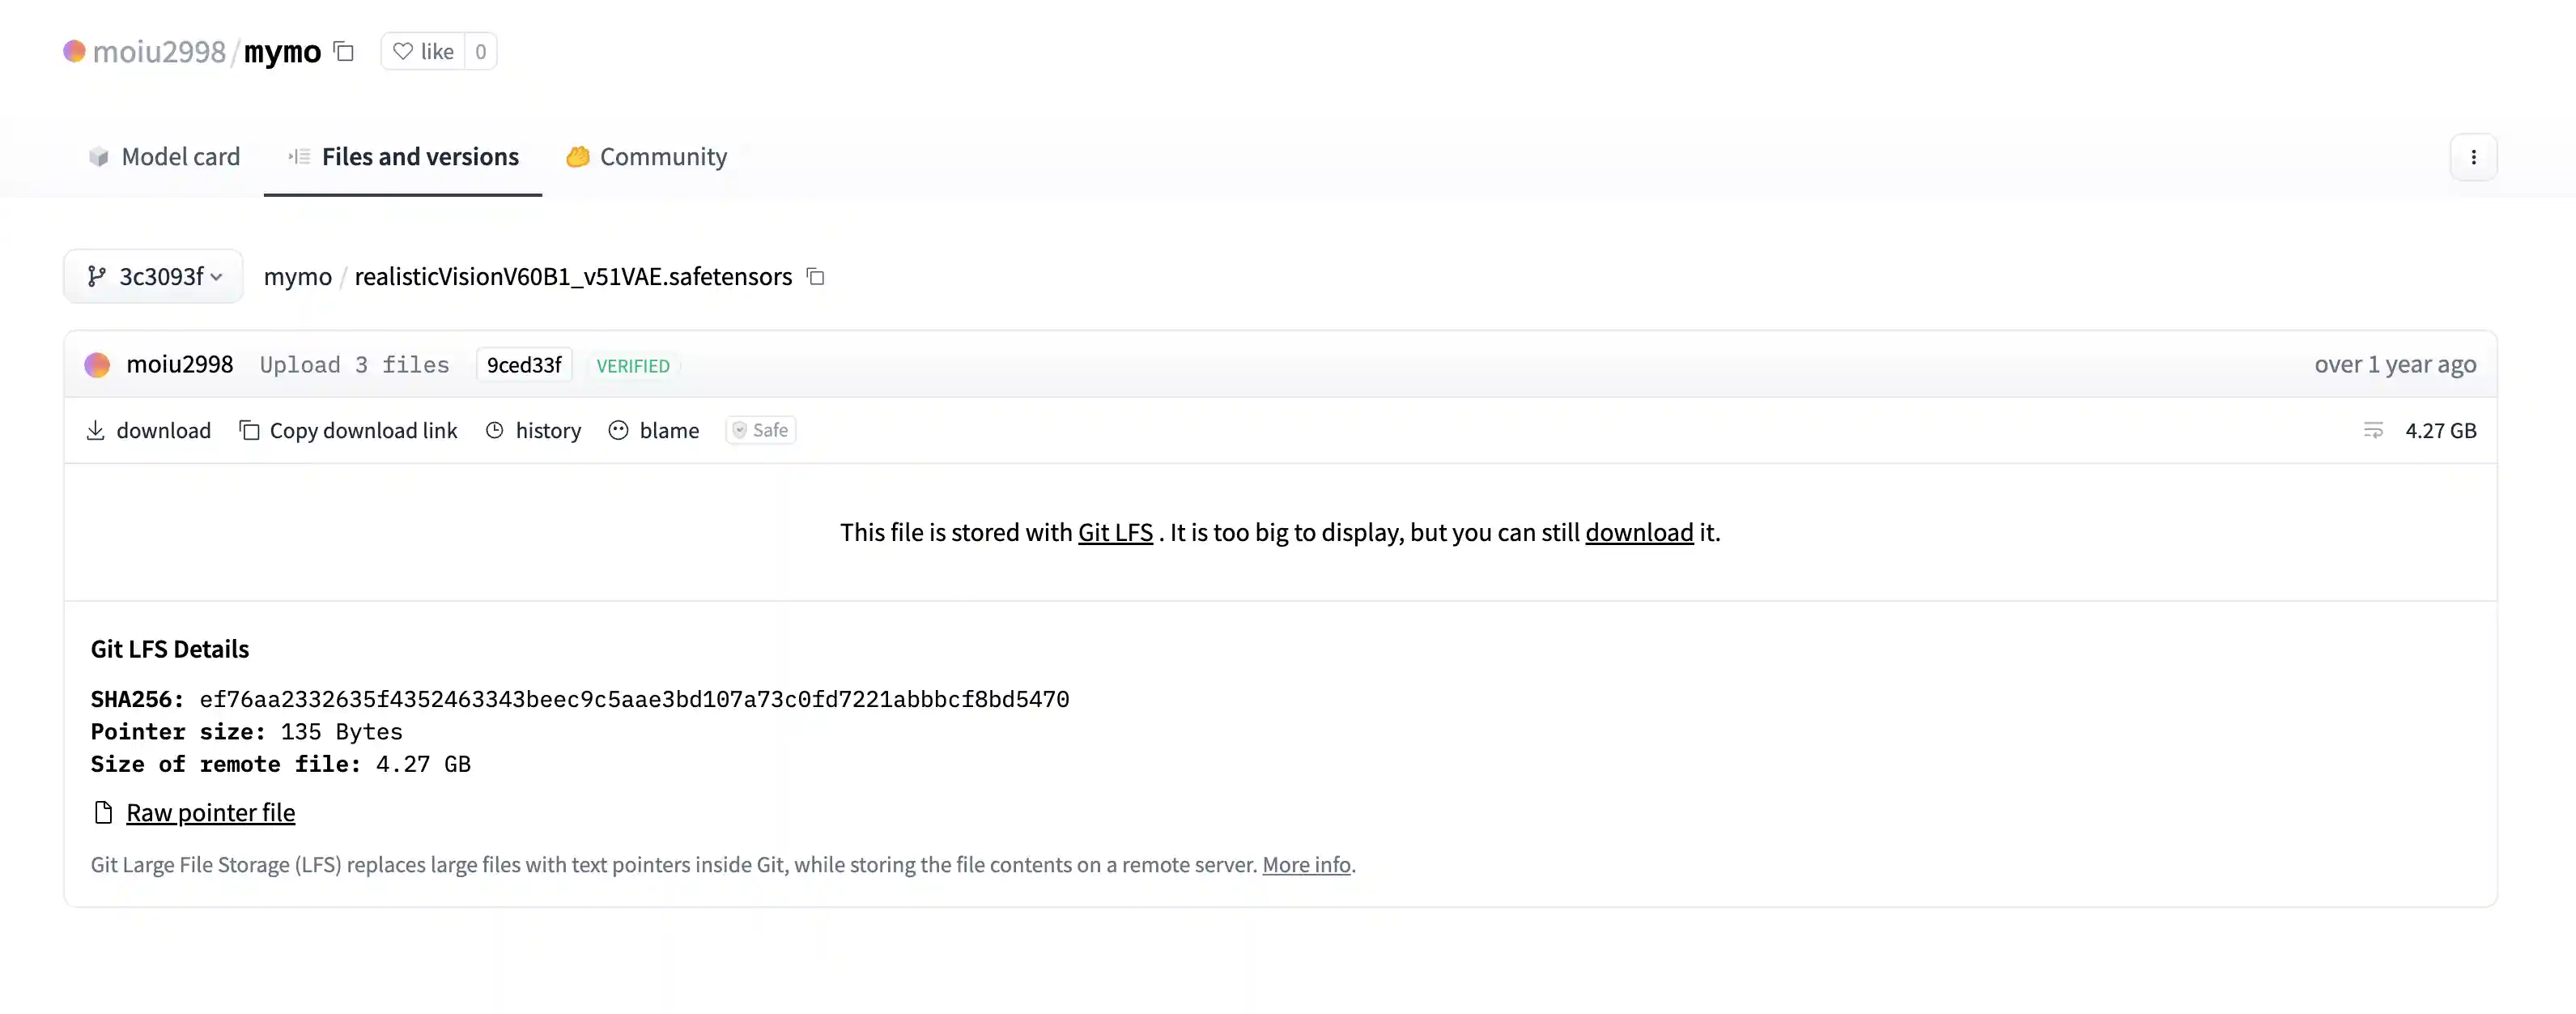 moiu2998/mymo like 0
Model card Files and versions Community
3c3093f mymo / realisticVisionV60B1_v51VAE.safetensors
moiu2998 Upload 3 files 9ced33f VERIFIED over 1 year ago
download Copy download link history blame Safe 4.27 GB
This file is stored with Git LFS . It is too big to display, but you can still download it.
Git LFS Details
SHA256: ef76aa2332635f4352463343beec9c5aae3bd107a73c0fd7221abbbcf8bd5470
Pointer size: 135 Bytes
Size of remote file: 4.27 GB
Raw pointer file
Git Large File Storage (LFS) replaces large files with text pointers inside Git, while storing the file contents on a remote server. More info.